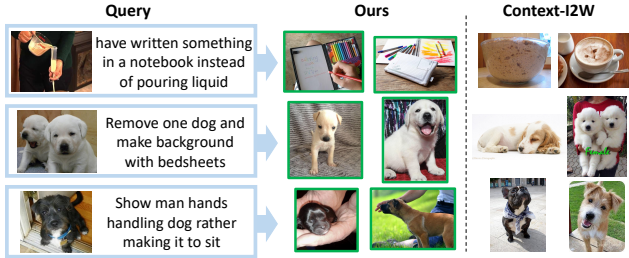 Query
Ours
Context-I2W
have written something
in a notebook instead
of pouring liquid
Remove one dog and
make background
with bedsheets
Show man hands
handling dog rather
making it to sit